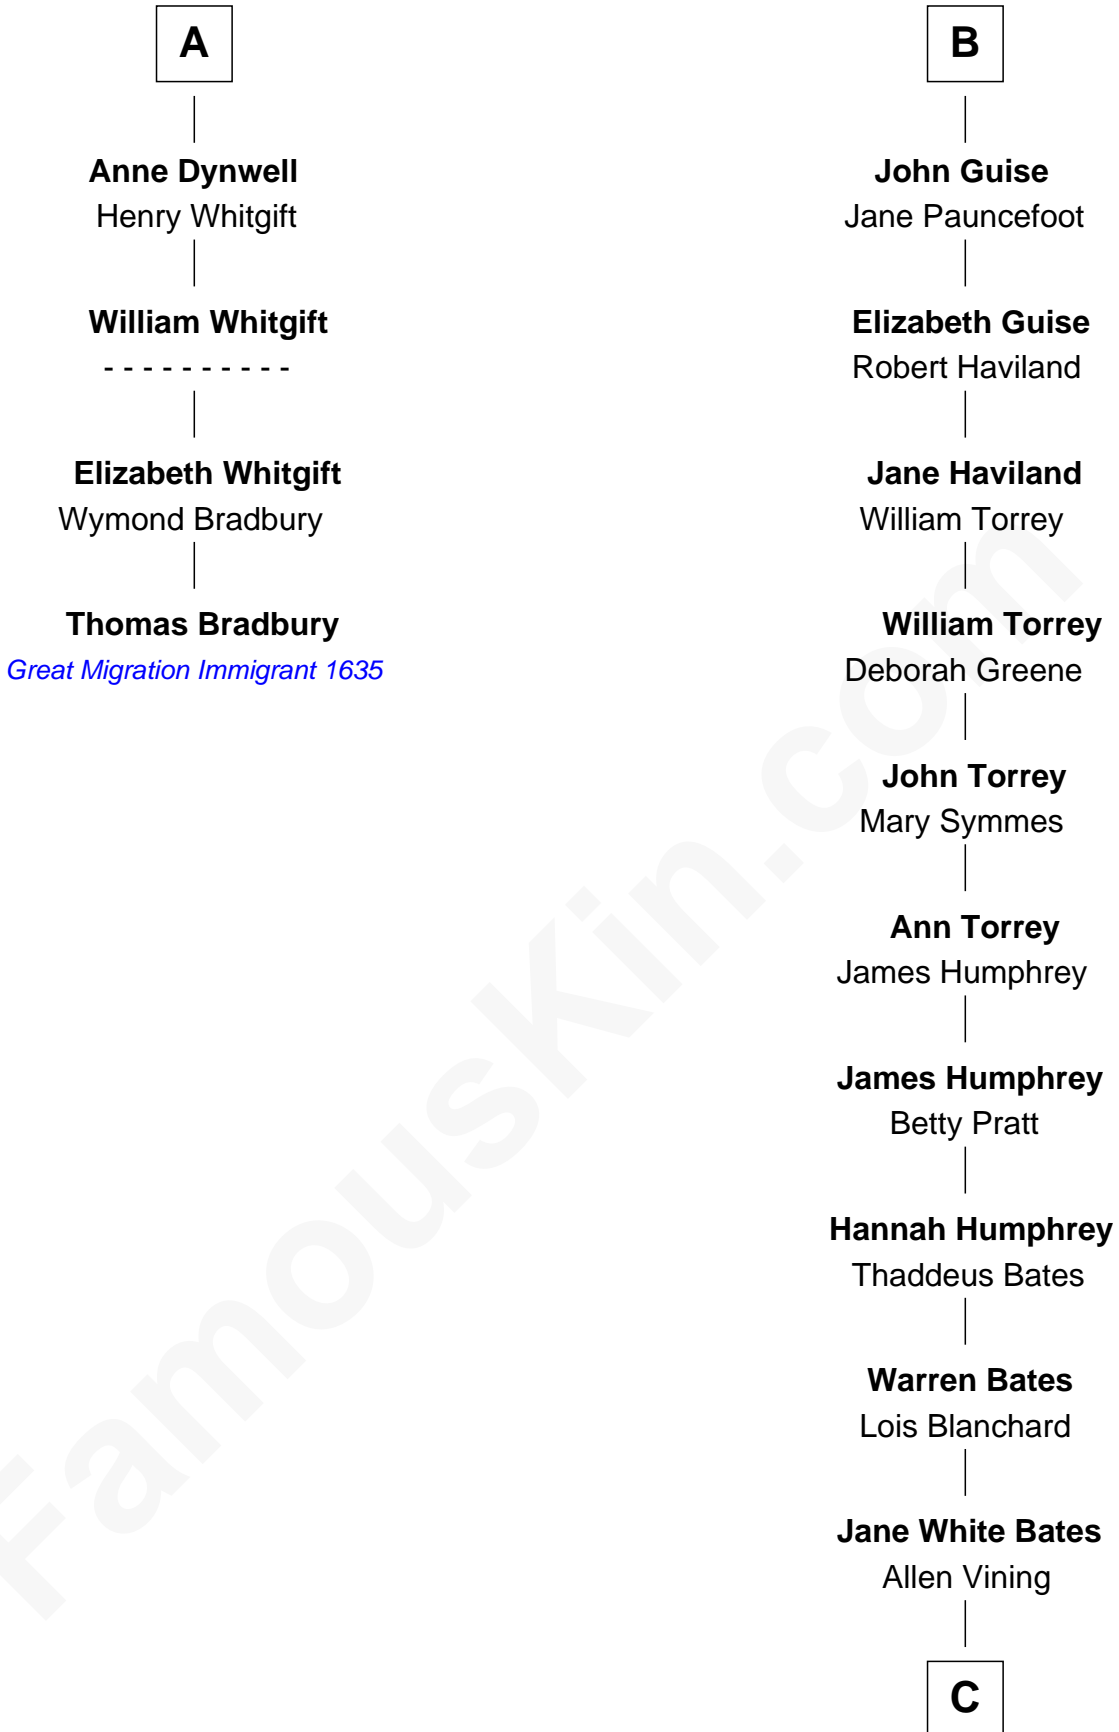 A
Anne Dynwell
Henry Whitgift
William Whitgift
- - - - - - - - - -
Elizabeth Whitgift
Wymond Bradbury
Thomas Bradbury
Great Migration Immigrant 1635
B
John Guise
Jane Pauncefoot
Elizabeth Guise
Robert Haviland
Jane Haviland
William Torrey
William Torrey
Deborah Greene
John Torrey
Mary Symmes
Ann Torrey
James Humphrey
James Humphrey
Betty Pratt
Hannah Humphrey
Thaddeus Bates
Warren Bates
Lois Blanchard
Jane White Bates
Allen Vining
C
FamousKin.com